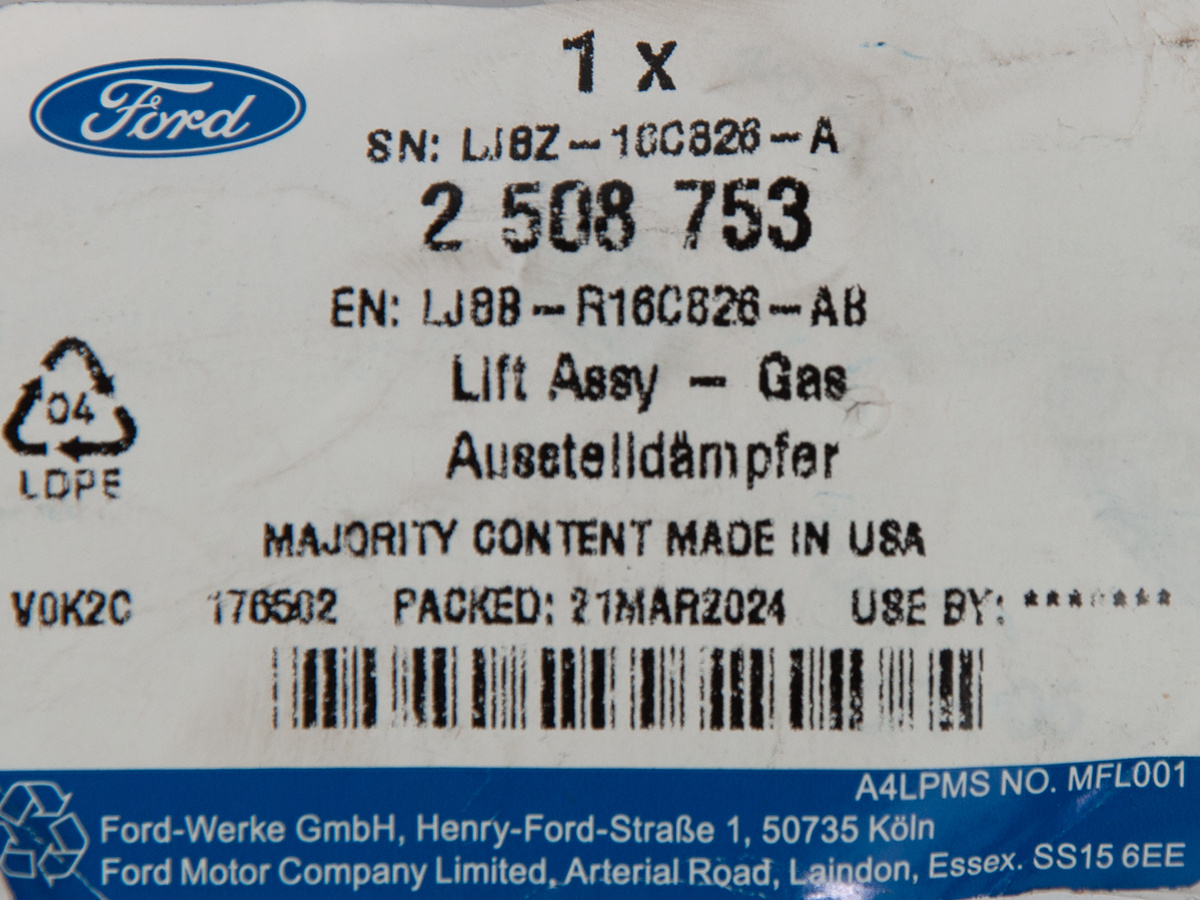 Ford
1 x
SN: LJ8Z-16C826-A
2 508 753
EN: LJ8B-R16C826-AB
Lift Assy - Gas
Ausstelldämpfer
04
LDPE
MAJORITY CONTENT MADE IN USA
V0K2C 176502 PACKED: 21MAR2024 USE BY: ********
A4LPMS NO. MFL001
Ford-Werke GmbH, Henry-Ford-Straße 1, 50735 Köln
Ford Motor Company Limited, Arterial Road, Laindon, Essex. SS15 6EE